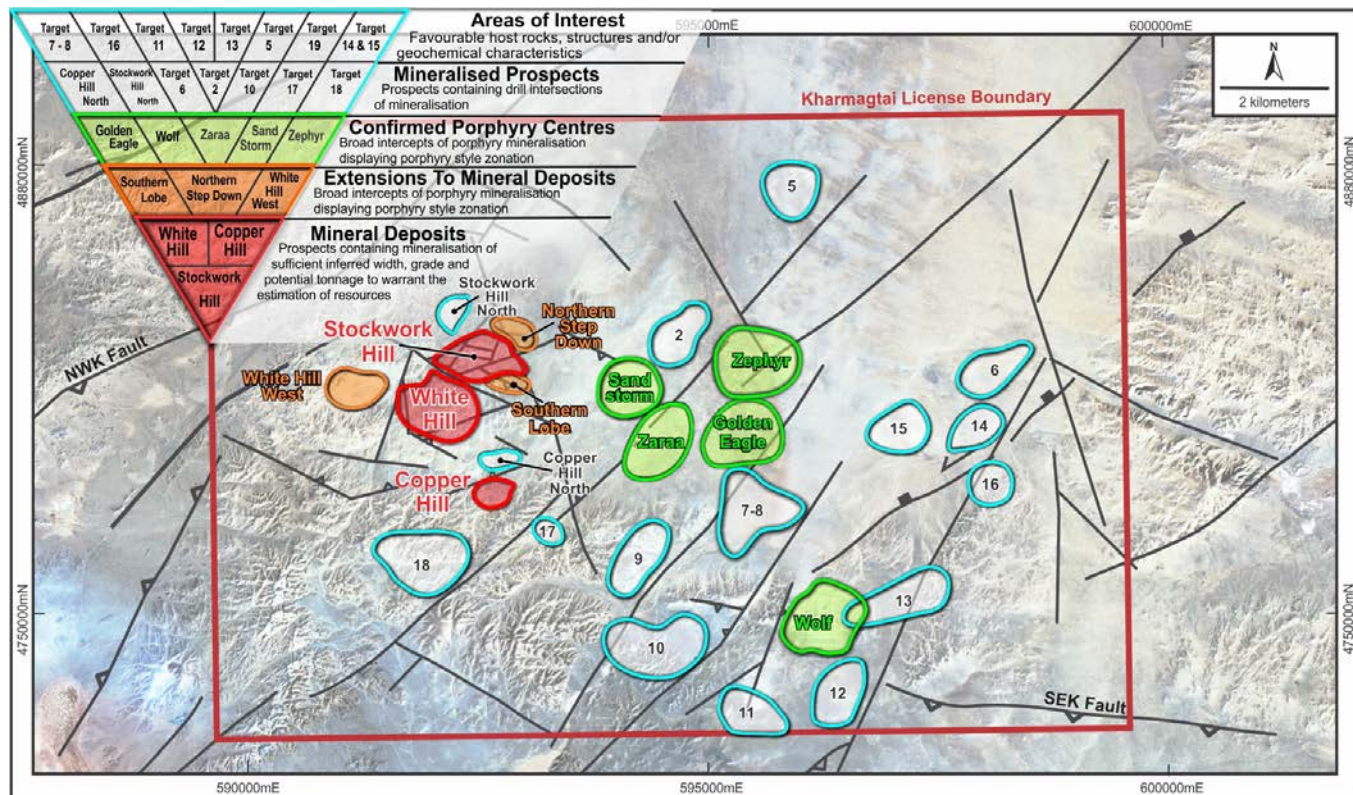 595000mE
600000mE
Target
7 - 8
Target
16
Target
11
Target
12
Target
13
Target
5
Target
19
Target
14 & 15
Areas of Interest
Favourable host rocks, structures and/or
geochemical characteristics
Copper
Hill
North
Stockwork
Hill
North
Target
6
Target
2
Target
10
Target
17
Target
18
Mineralised Prospects
Prospects containing drill intersections
of mineralisation
Golden
Eagle
Wolf
Zaraa
Sand
Storm
Zephyr
Confirmed Porphyry Centres
Broad intercepts of porphyry mineralisation
displaying porphyry style zonation
Southern
Lobe
Northern
Step Down
White
Hill
West
Extensions To Mineral Deposits
Broad intercepts of porphyry mineralisation
displaying porphyry style zonation
White
Hill
Copper
Hill
Stockwork
Hill
Mineral Deposits
Prospects containing mineralisation of
sufficient inferred width, grade and
potential tonnage to warrant the
estimation of resources
N
2 kilometers
Kharmagtai License Boundary
4880000mN
4880000mN
5
Stockwork
Hill
North
Northern
Step
Down
Stockwork
Hill
2
Zephyr
NWK Fault
White Hill
West
White
Hill
Southern
Lobe
Sand
storm
Zaraa
Golden
Eagle
6
15
14
16
Copper
Hill
North
Copper
Hill
7-8
17
18
9
13
Wolf
10
12
11
SEK Fault
4750000mN
4750000mN
590000mE
595000mE
600000mE